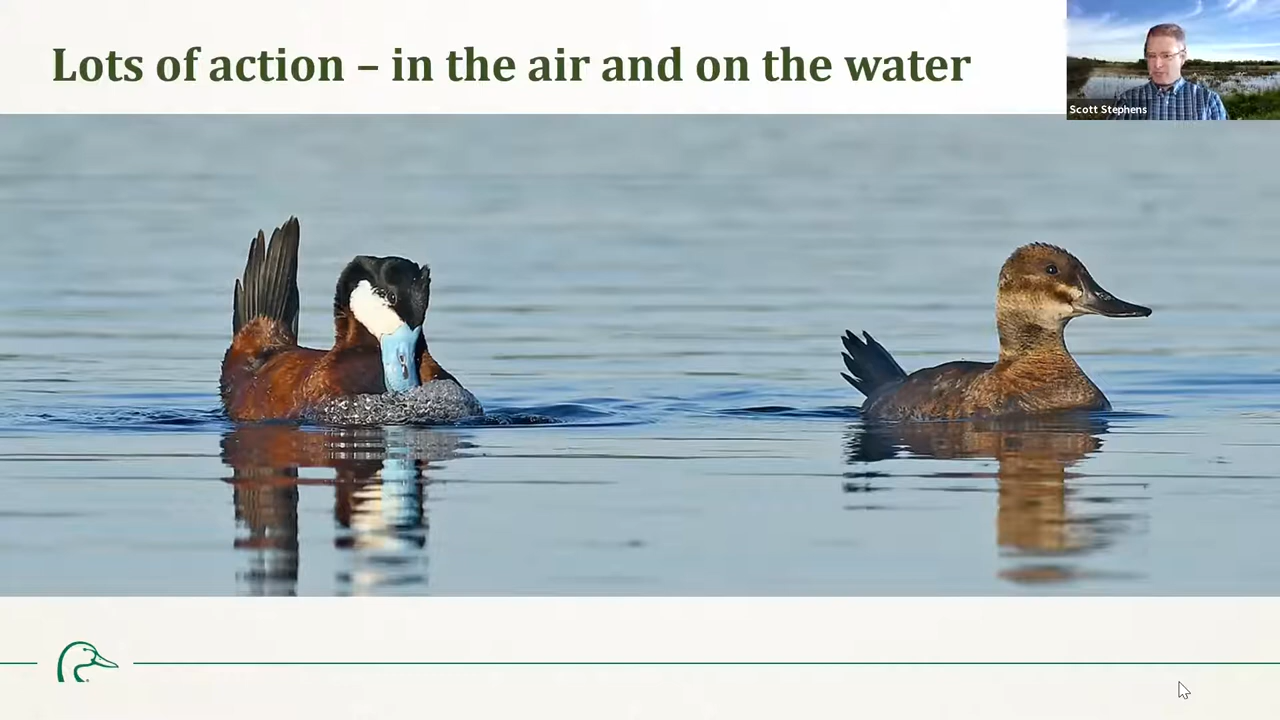 Lots of action – in the air and on the water
Scott Stephens